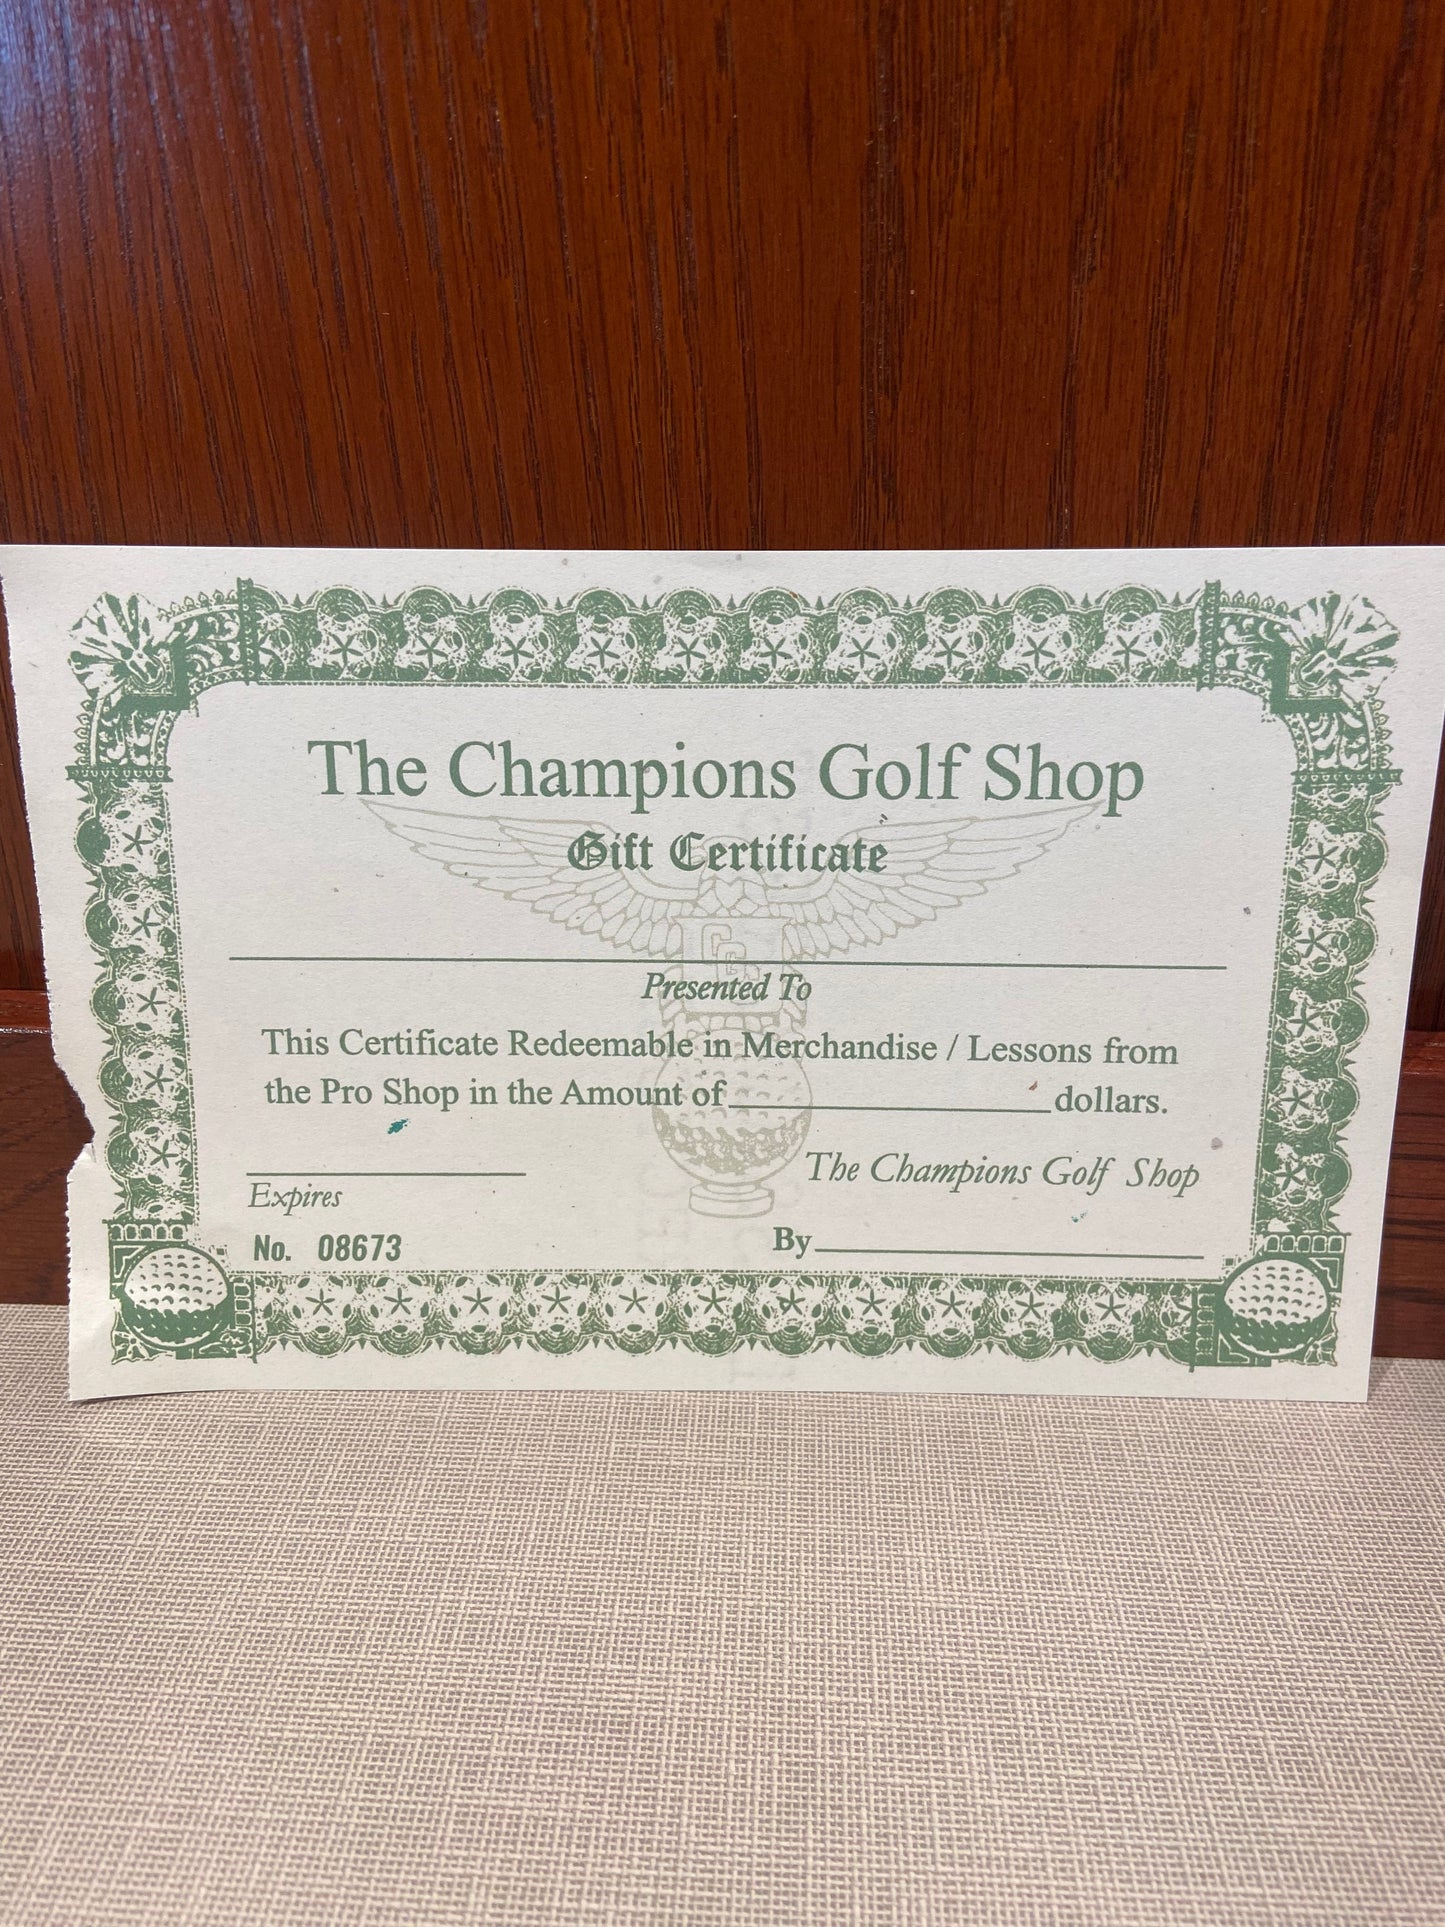 The Champions Golf Shop
Gift Certificate
Presented To
This Certificate Redeemable in Merchandise / Lessons from
the Pro Shop in the Amount of dollars.
Expires
The Champions Golf Shop
No. 08673
By